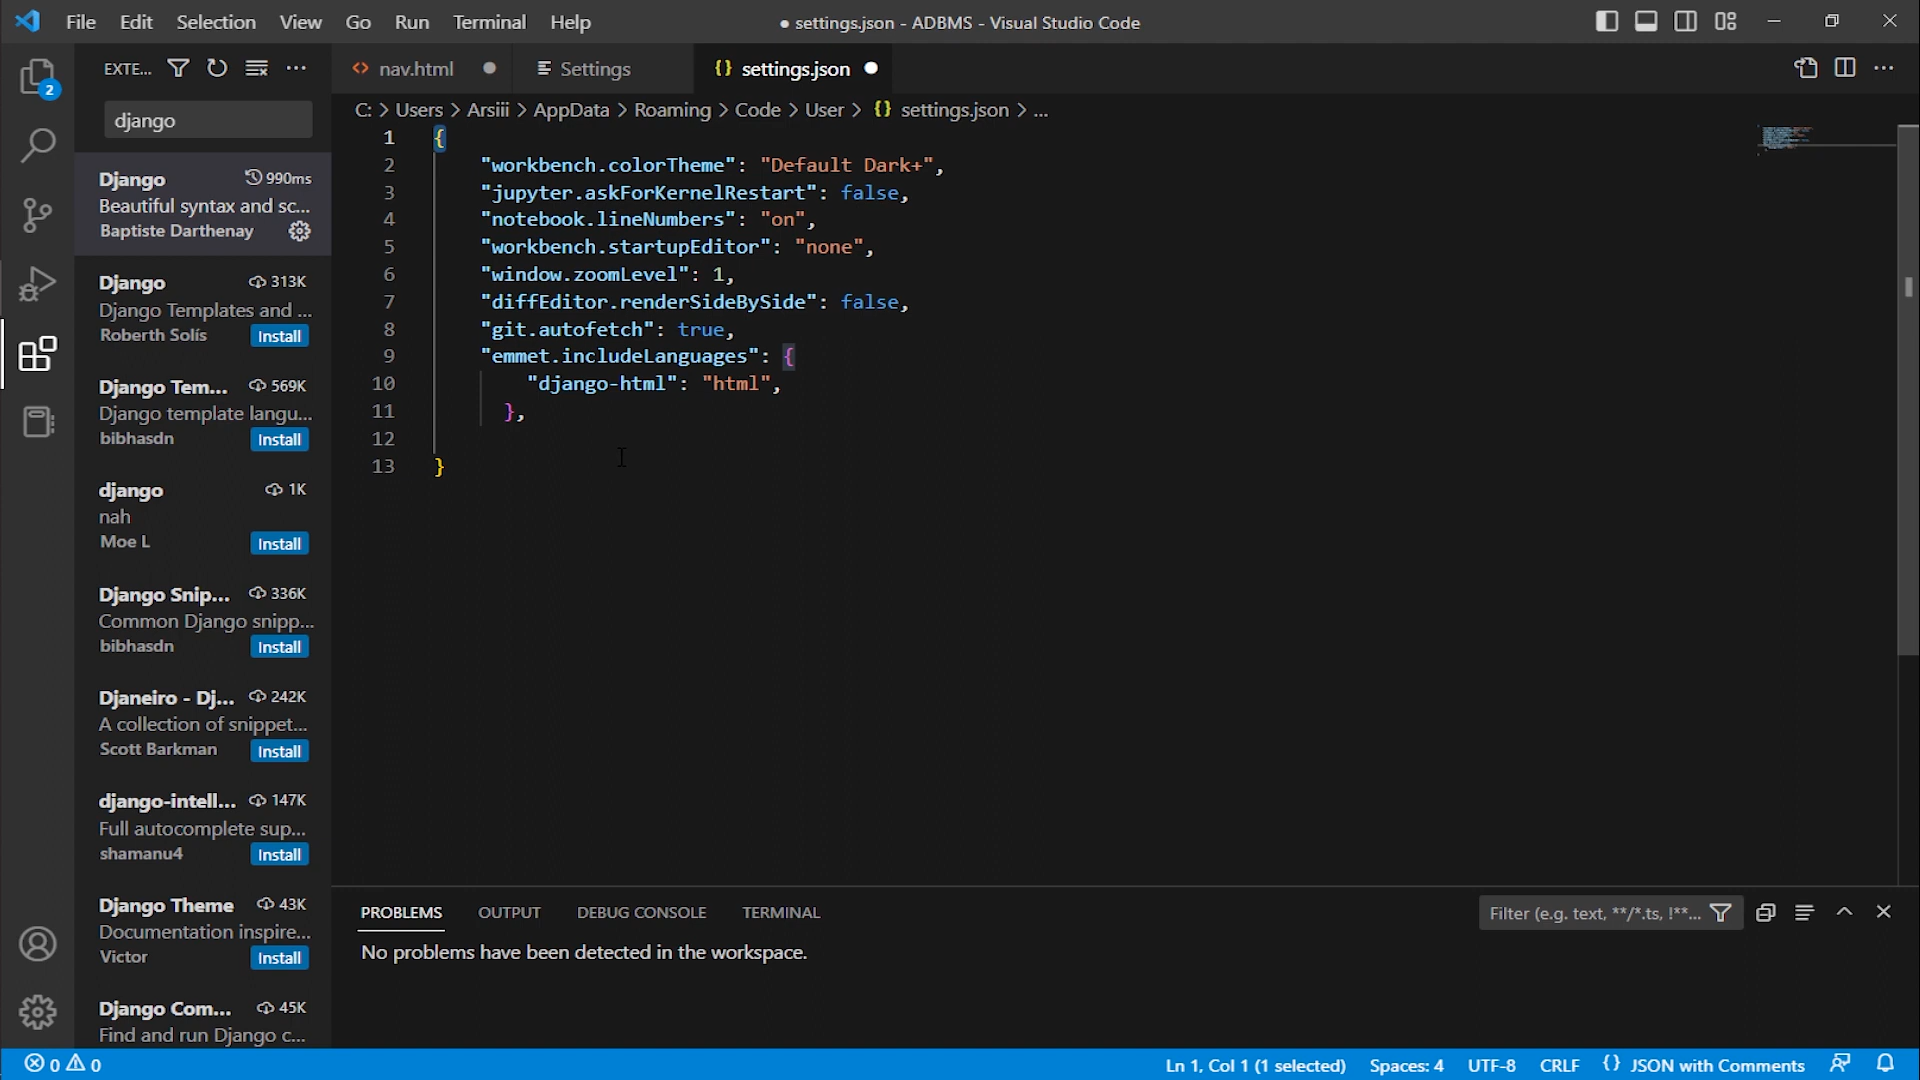 File Edit Selection View Go Run Terminal Help
● settings.json - ADBMS - Visual Studio Code
EXTE...
nav.html
Settings
{} settings.json
2
django
C: > Users > Arsiii > AppData > Roaming > Code > User > {} settings.json > ...
Django 990ms
Beautiful syntax and sc...
Baptiste Darthenay
Django 313K
Django Templates and ...
Roberth Solís Install
Django Tem... 569K
Django template langu...
bibhasdn Install
django 1K
nah
Moe L Install
Django Snip... 336K
Common Django snipp...
bibhasdn Install
Djaneiro - Dj... 242K
A collection of snippet...
Scott Barkman Install
django-intell... 147K
Full autocomplete sup...
shamanu4 Install
Django Theme 43K
Documentation inspire...
Victor Install
Django Com... 45K
Find and run Django c...
1 {
2 "workbench.colorTheme": "Default Dark+",
3 "jupyter.askForKernelRestart": false,
4 "notebook.lineNumbers": "on",
5 "workbench.startupEditor": "none",
6 "window.zoomLevel": 1,
7 "diffEditor.renderSideBySide": false,
8 "git.autofetch": true,
9 "emmet.includeLanguages": {
10 "django-html": "html",
11 },
12
13 }
PROBLEMS OUTPUT DEBUG CONSOLE TERMINAL
Filter (e.g. text, **/*.ts, !**...
No problems have been detected in the workspace.
0 0
Ln 1, Col 1 (1 selected) Spaces: 4 UTF-8 CRLF {} JSON with Comments